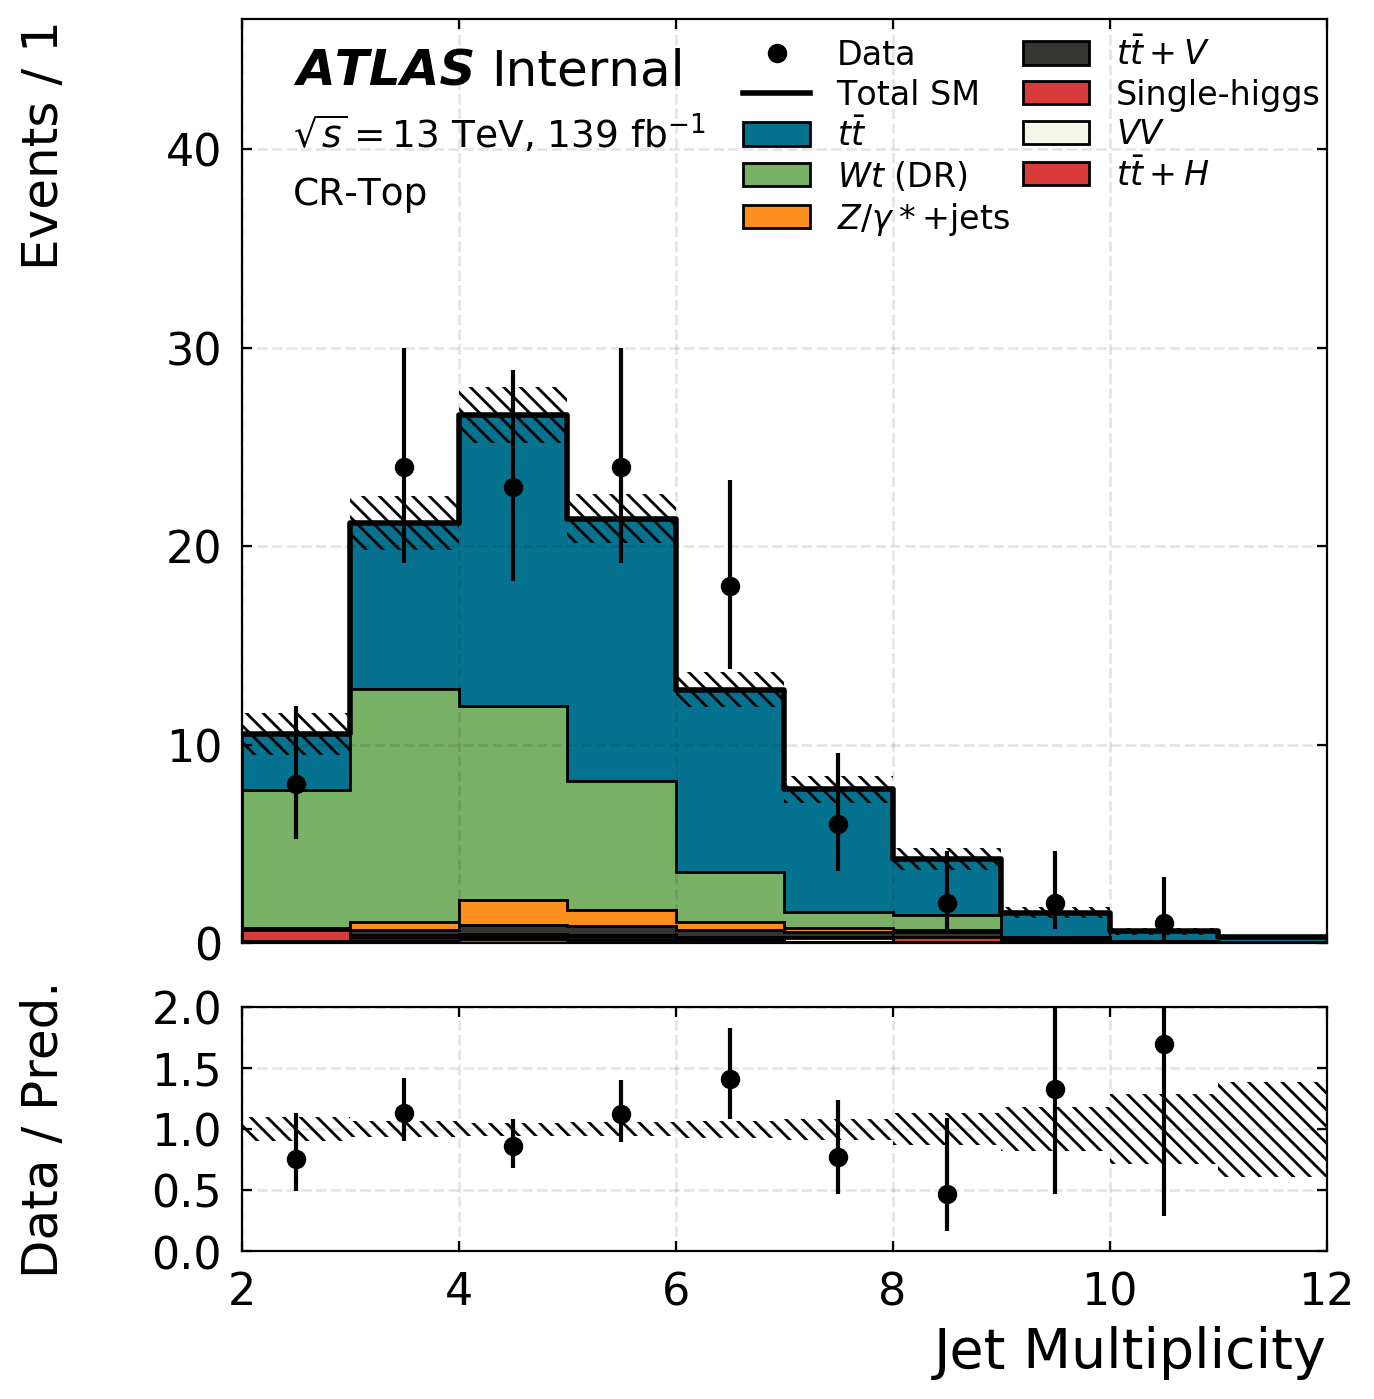 Events / 1
ATLAS Internal
√s = 13 TeV, 139 fb⁻¹
CR-Top
Data
Total SM
tt̄
Wt (DR)
Z/γ*+jets
tt̄ + V
Single-higgs
VV
tt̄ + H
40
30
20
10
0
Data / Pred.
2.0
1.5
1.0
0.5
0.0
2 4 6 8 10 12
Jet Multiplicity